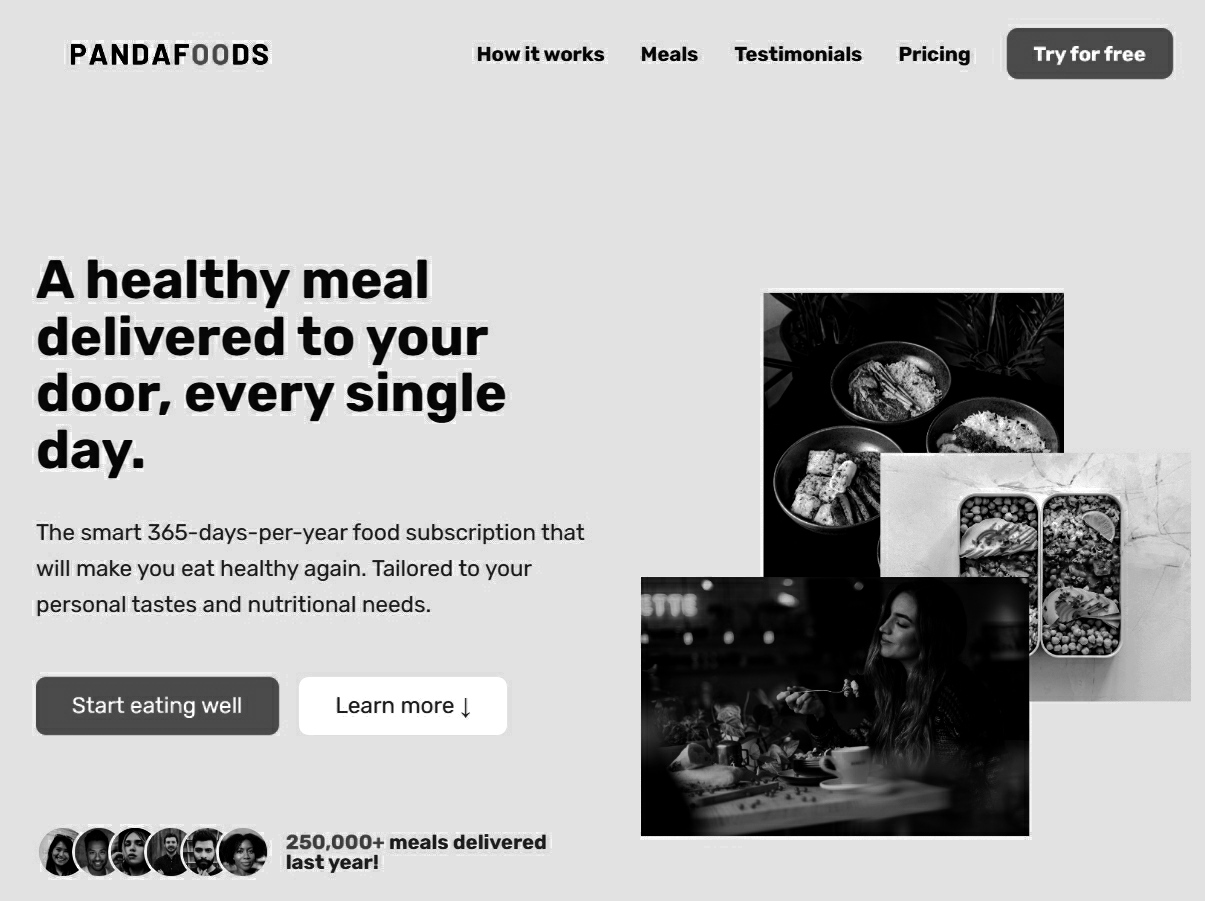 PANDAFOODS
How it works
Meals
Testimonials
Pricing
Try for free
A healthy meal
delivered to your
door, every single
day.
The smart 365-days-per-year food subscription that
will make you eat healthy again. Tailored to your
personal tastes and nutritional needs.
Start eating well
Learn more ↓
250,000+ meals delivered
last year!